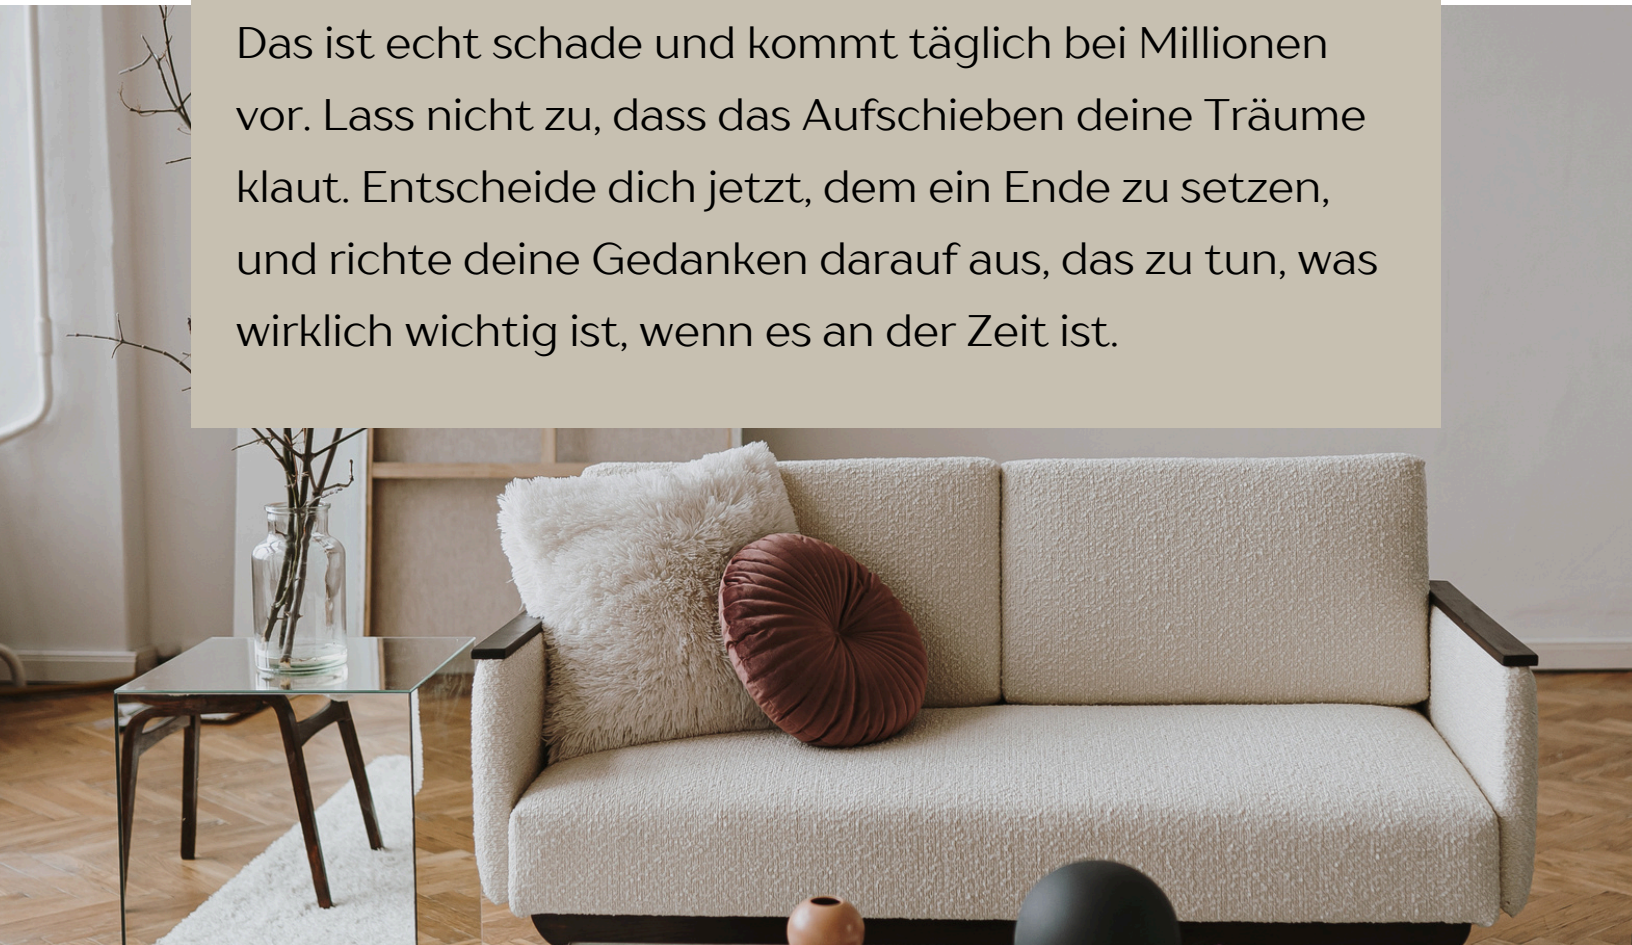 Das ist echt schade und kommt täglich bei Millionen
vor. Lass nicht zu, dass das Aufschieben deine Träume
klaut. Entscheide dich jetzt, dem ein Ende zu setzen,
und richte deine Gedanken darauf aus, das zu tun, was
wirklich wichtig ist, wenn es an der Zeit ist.